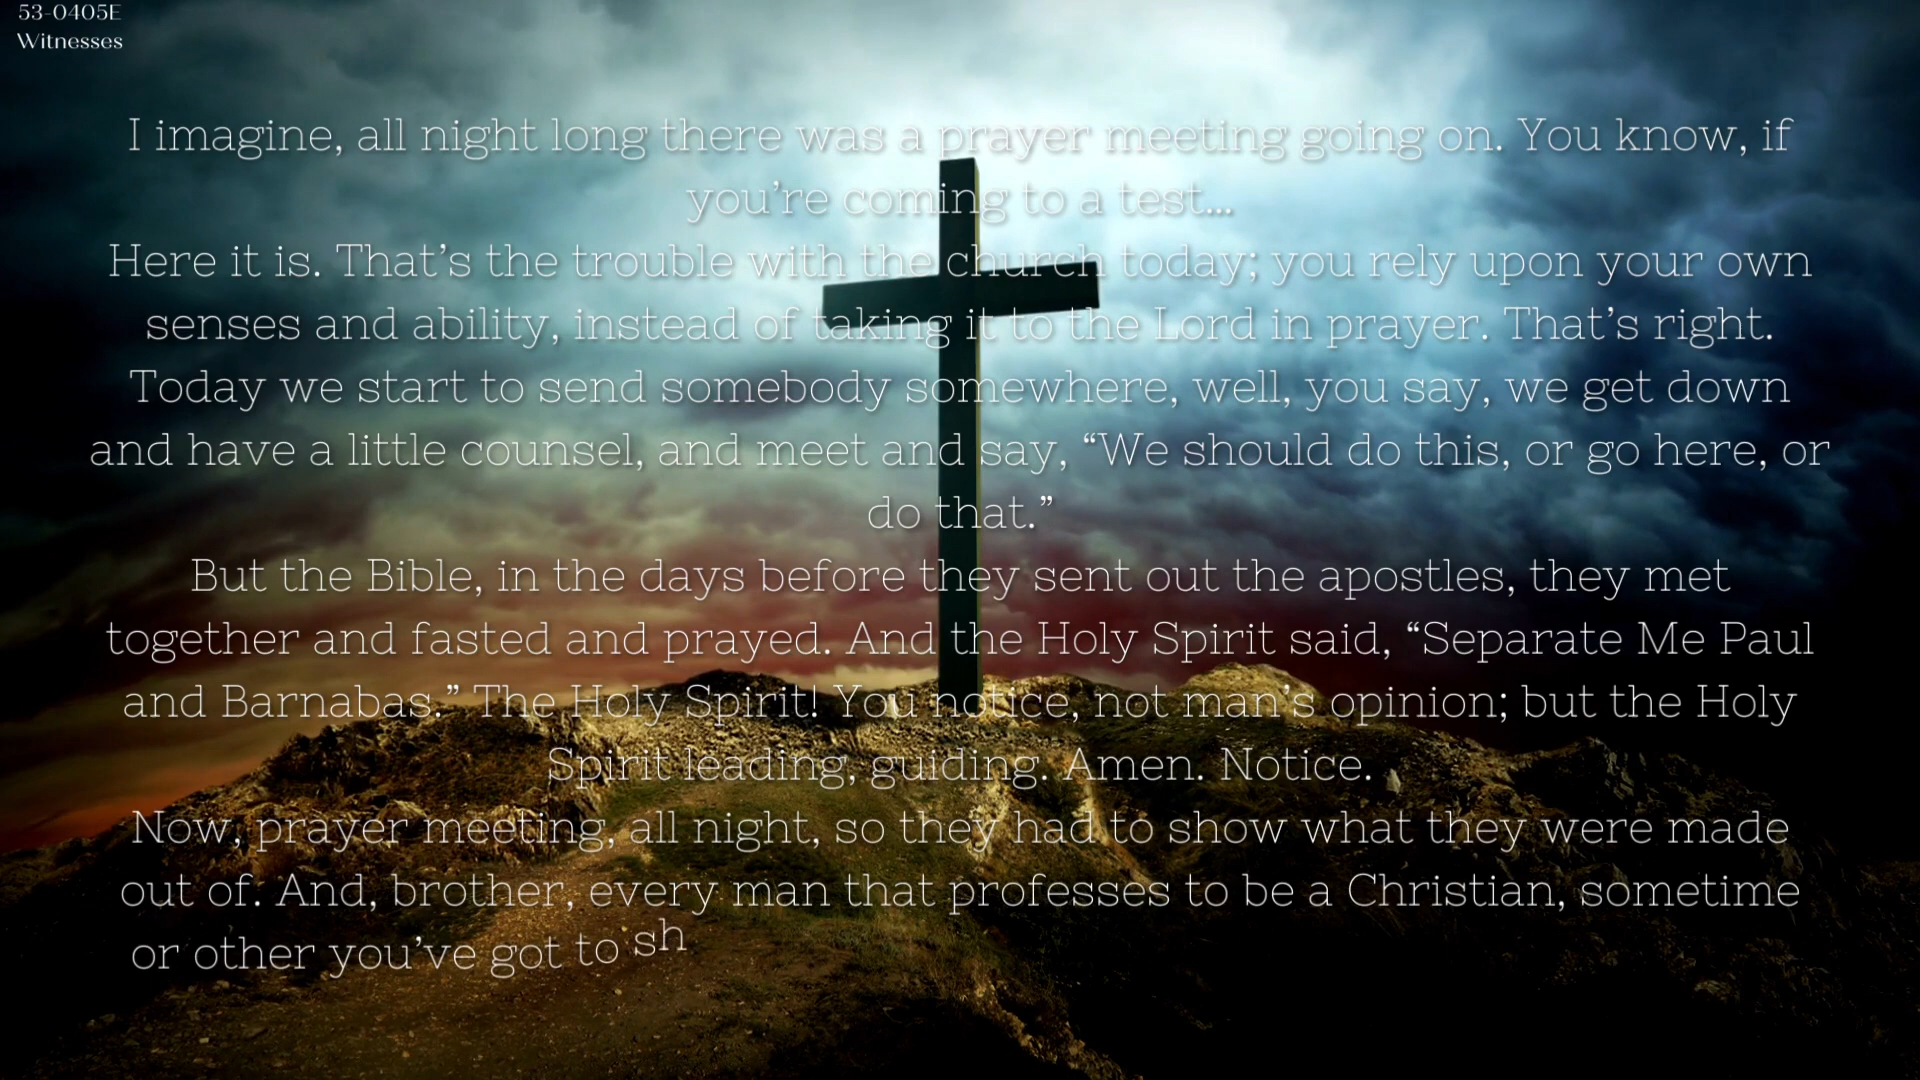 53-0405E
Witnesses
I imagine, all night long there was a prayer meeting going on. You know, if
you’re coming to a test...
Here it is. That’s the trouble with the church today; you rely upon your own
senses and ability, instead of taking it to the Lord in prayer. That’s right.
Today we start to send somebody somewhere, well, you say, we get down
and have a little counsel, and meet and say, “We should do this, or go here, or
do that.”
But the Bible, in the days before they sent out the apostles, they met
together and fasted and prayed. And the Holy Spirit said, “Separate Me Paul
and Barnabas.” The Holy Spirit! You notice, not man’s opinion; but the Holy
Spirit leading, guiding. Amen. Notice.
Now, prayer meeting, all night, so they had to show what they were made
out of. And, brother, every man that professes to be a Christian, sometime
or other you’ve got to sh